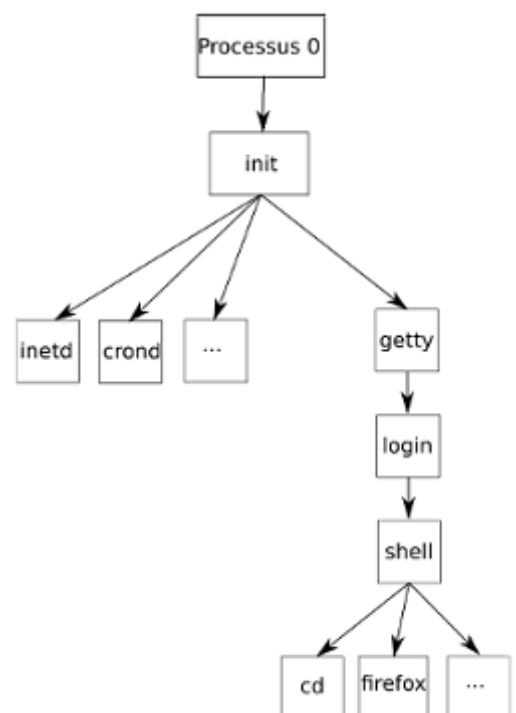 Processus 0
init
inetd
crond
...
getty
login
shell
cd
firefox
...